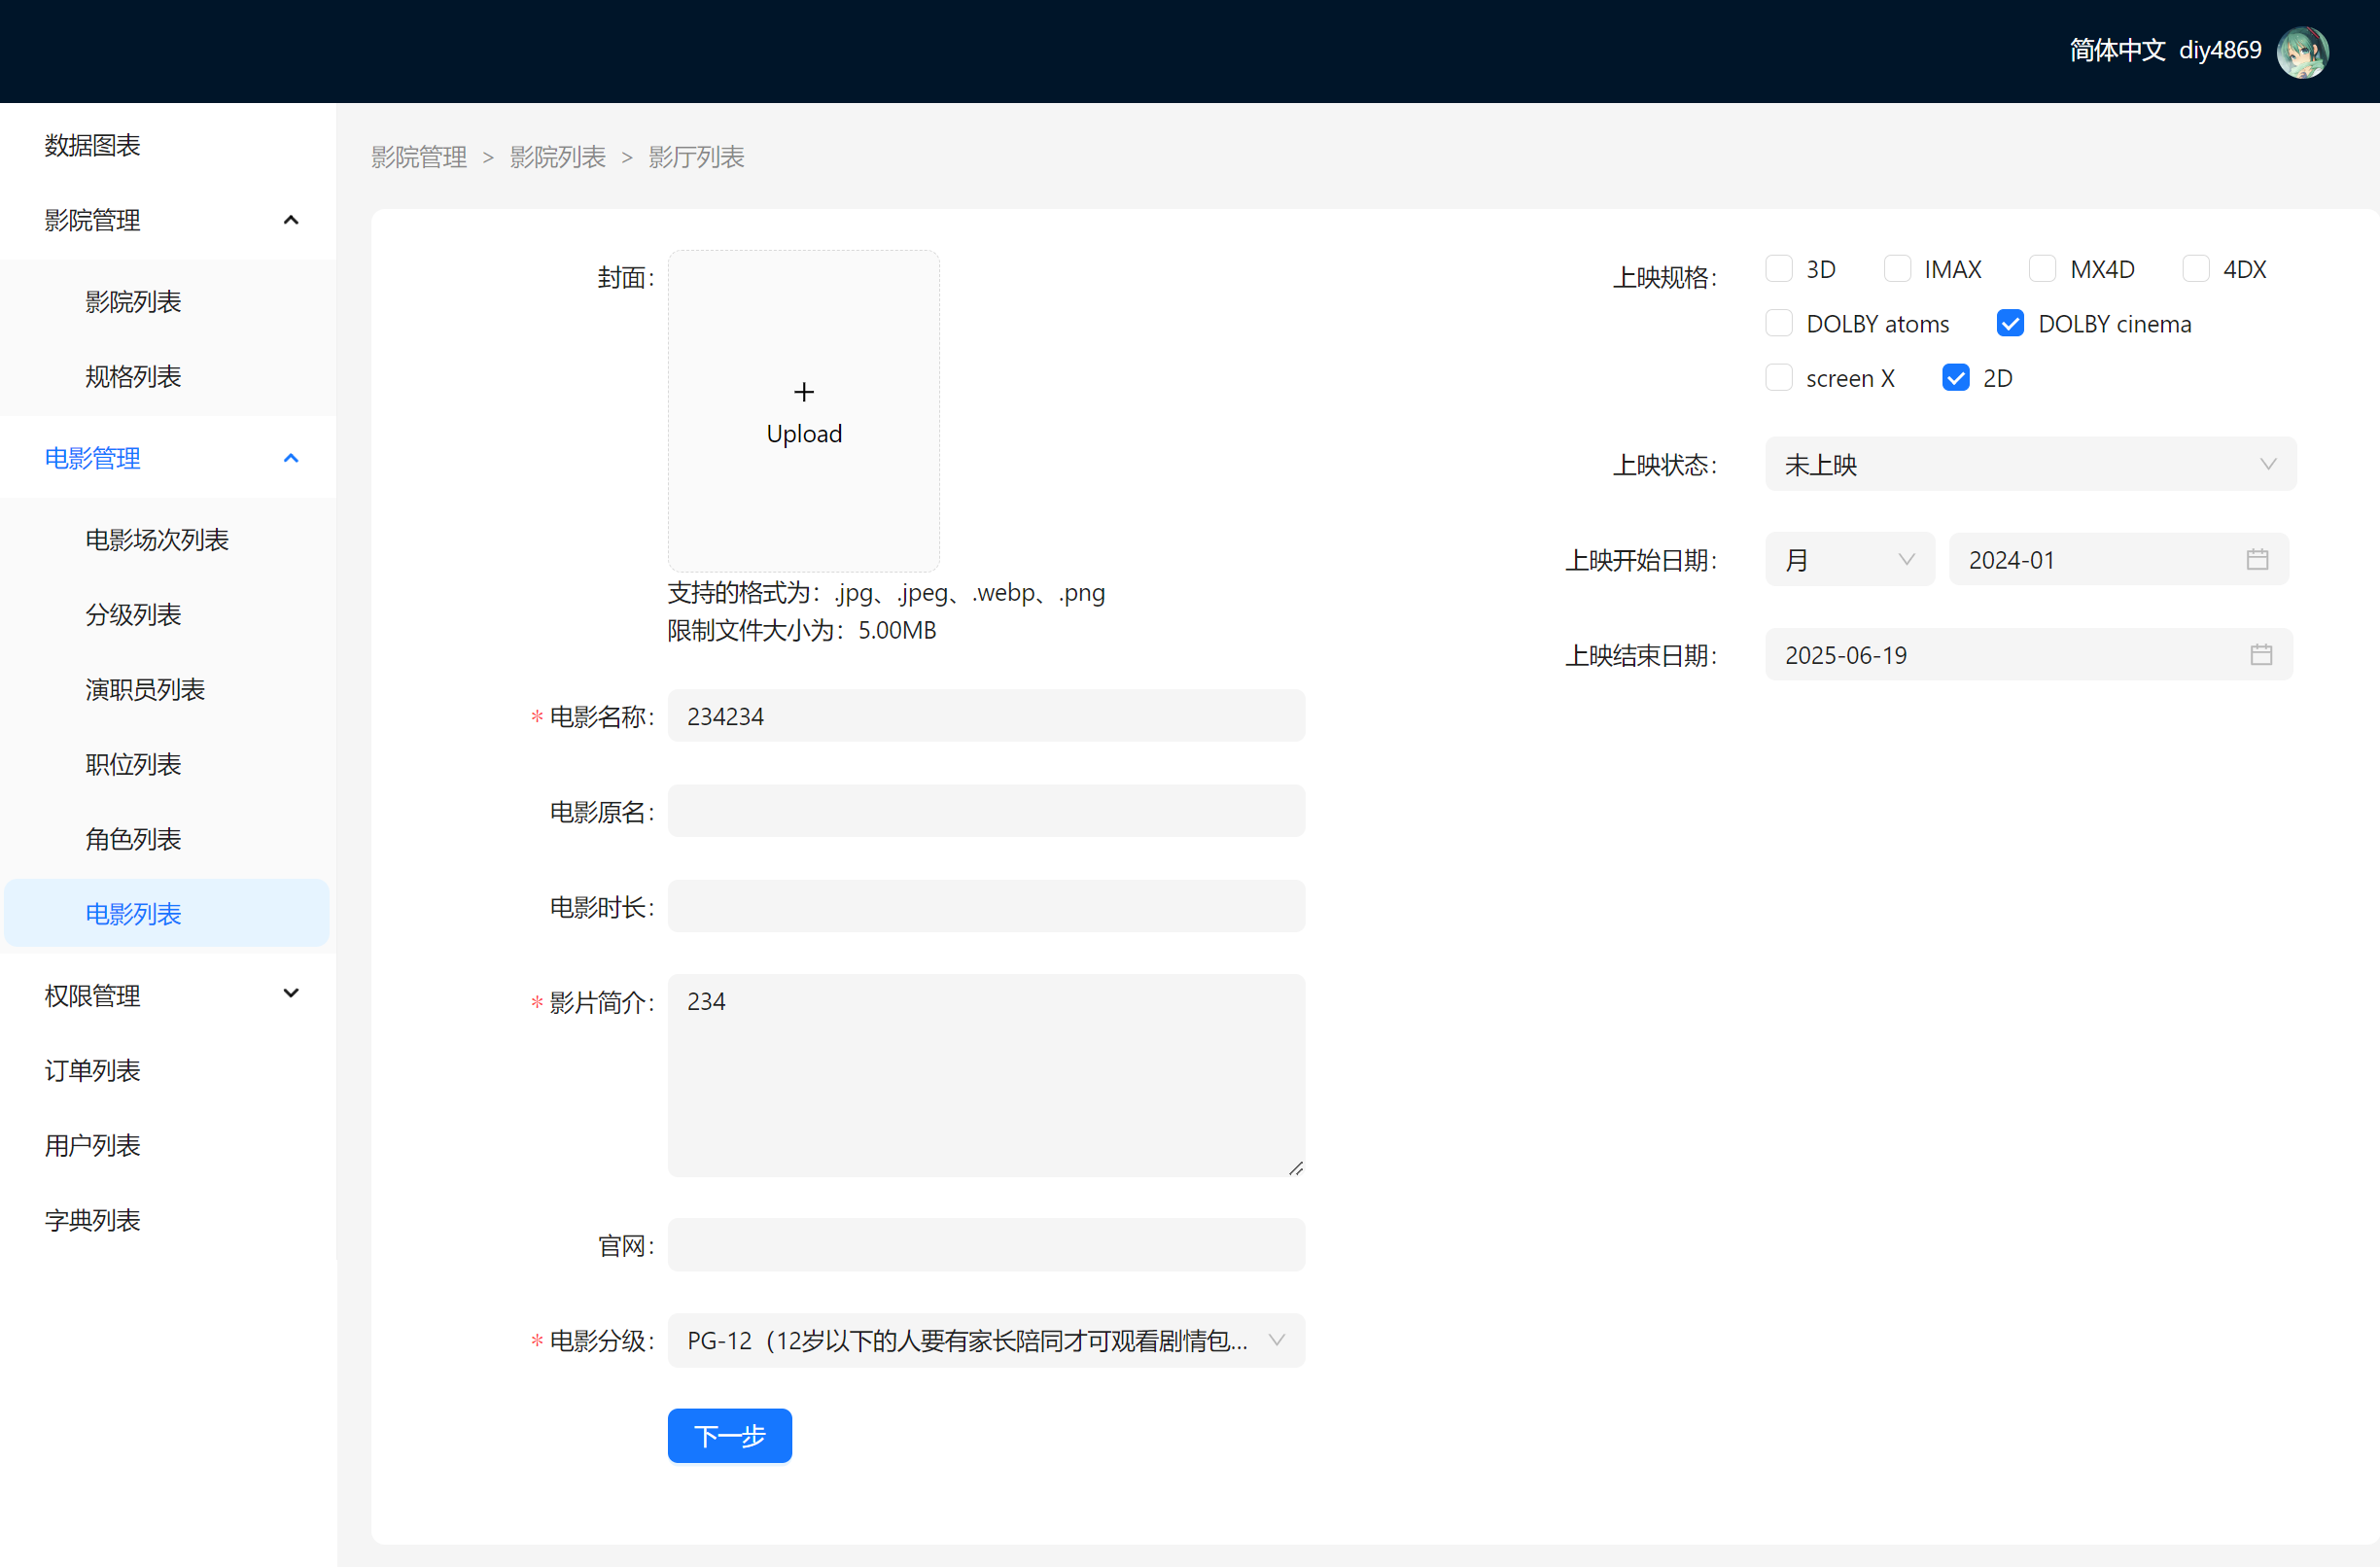 简体中文 diy4869
数据图表
影院管理
影院列表
规格列表
电影管理
电影场次列表
分级列表
演职员列表
职位列表
角色列表
电影列表
权限管理
订单列表
用户列表
字典列表
影院管理 > 影院列表 > 影厅列表
封面:
Upload
支持的格式为：.jpg、.jpeg、.webp、.png
限制文件大小为：5.00MB
* 电影名称: 234234
电影原名:
电影时长:
* 影片简介: 234
官网:
* 电影分级: PG-12（12岁以下的人要有家长陪同才可观看剧情包...
下一步
上映规格: 3D IMAX MX4D 4DX
DOLBY atoms DOLBY cinema
screen X 2D
上映状态: 未上映
上映开始日期: 月 2024-01
上映结束日期: 2025-06-19